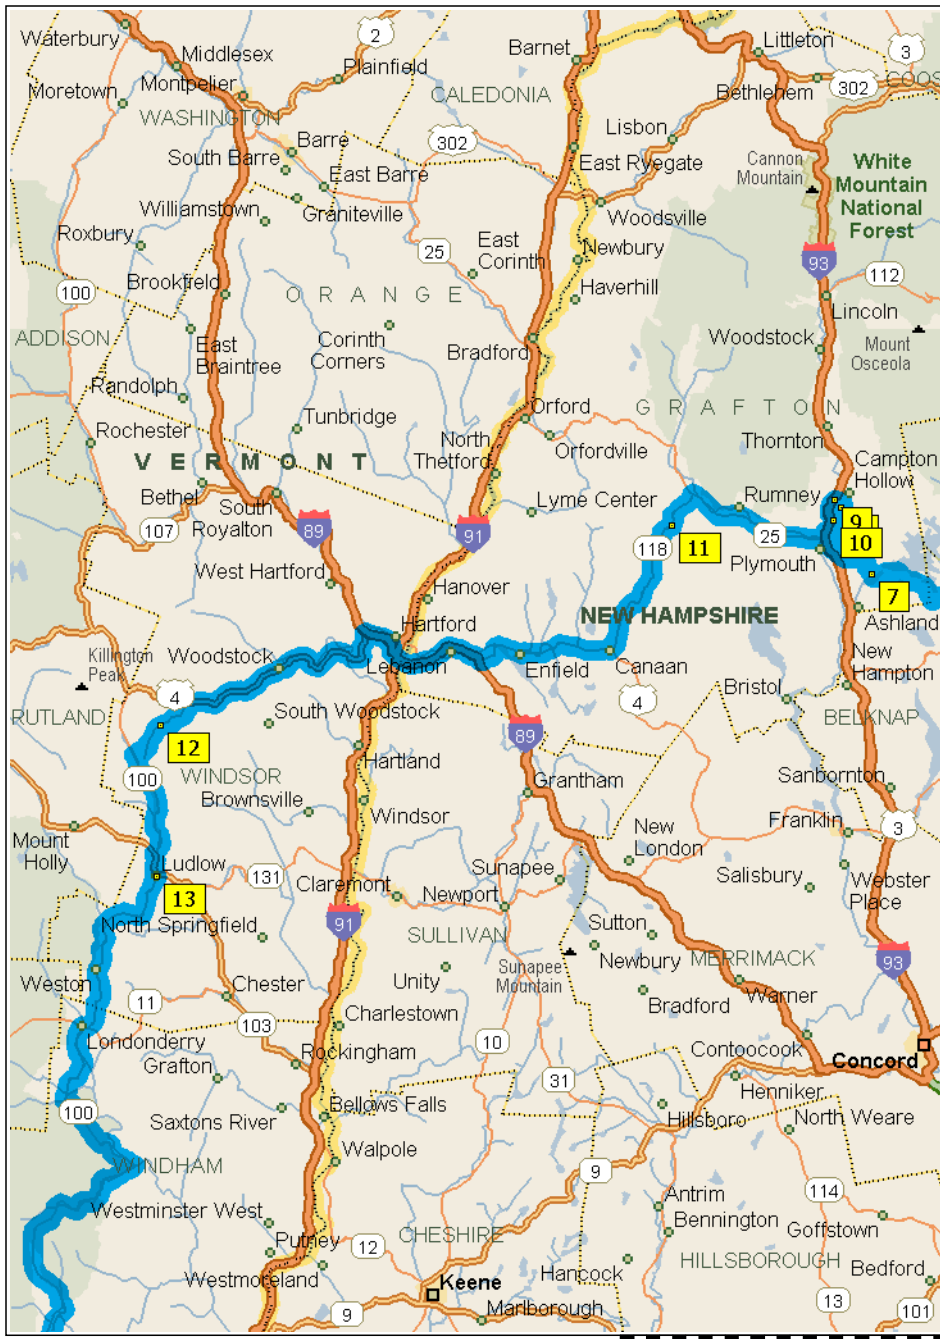 Waterbury
Middlesex
2
Plainfield
Barnet
Littleton
3
COOS
Moretown
Montpelier
WASHINGTON
CALEDONIA
Bethlehem
302
Barre
302
Lisbon
South Barre
East Barre
East Ryegate
Cannon
Mountain
White
Mountain
National
Forest
Williamstown
Graniteville
Woodsville
Roxbury
25
East
Corinth
Newbury
93
112
100
Brookfield
ORANGE
Haverhill
Lincoln
ADDISON
East
Braintree
Corinth
Corners
Bradford
Woodstock
Mount
Osceola
Randolph
Tunbridge
Orford
GRAFTON
Rochester
North
Thetford
Orfordville
Thornton
VERMONT
Campton
Hollow
Bethel
South
Royalton
Lyme Center
Rumney
107
89
91
118
11
25
9
10
Plymouth
West Hartford
Hanover
7
NEW HAMPSHIRE
Ashland
Hartford
Killington
Peak
Woodstock
Lebanon
Enfield
Canaan
New
Hampton
4
Bristol
4
RUTLAND
South Woodstock
BELKNAP
12
89
100
WINDSOR
Hartland
Grantham
Sanbornton
Brownsville
Windsor
Mount
Holly
New
London
Franklin
3
Ludlow
131
Claremont
Sunapee
Newport
Salisbury
Webster
Place
13
North Springfield
91
SULLIVAN
Sutton
Newbury
MERRIMACK
93
Weston
Unity
Sunapee
Mountain
Chester
Bradford
Warner
11
103
Charlestown
Londonderry
10
Contoocook
Concord
Grafton
Rockingham
31
Henniker
100
Saxtons River
Bellows Falls
Hillsboro
North Weare
WINDHAM
Walpole
9
114
Westminster West
Antrim
Bennington
Goffstown
Putney
12
CHESHIRE
HILLSBOROUGH
Westmoreland
Keene
Hancock
Bedford
9
Marlborough
13
101